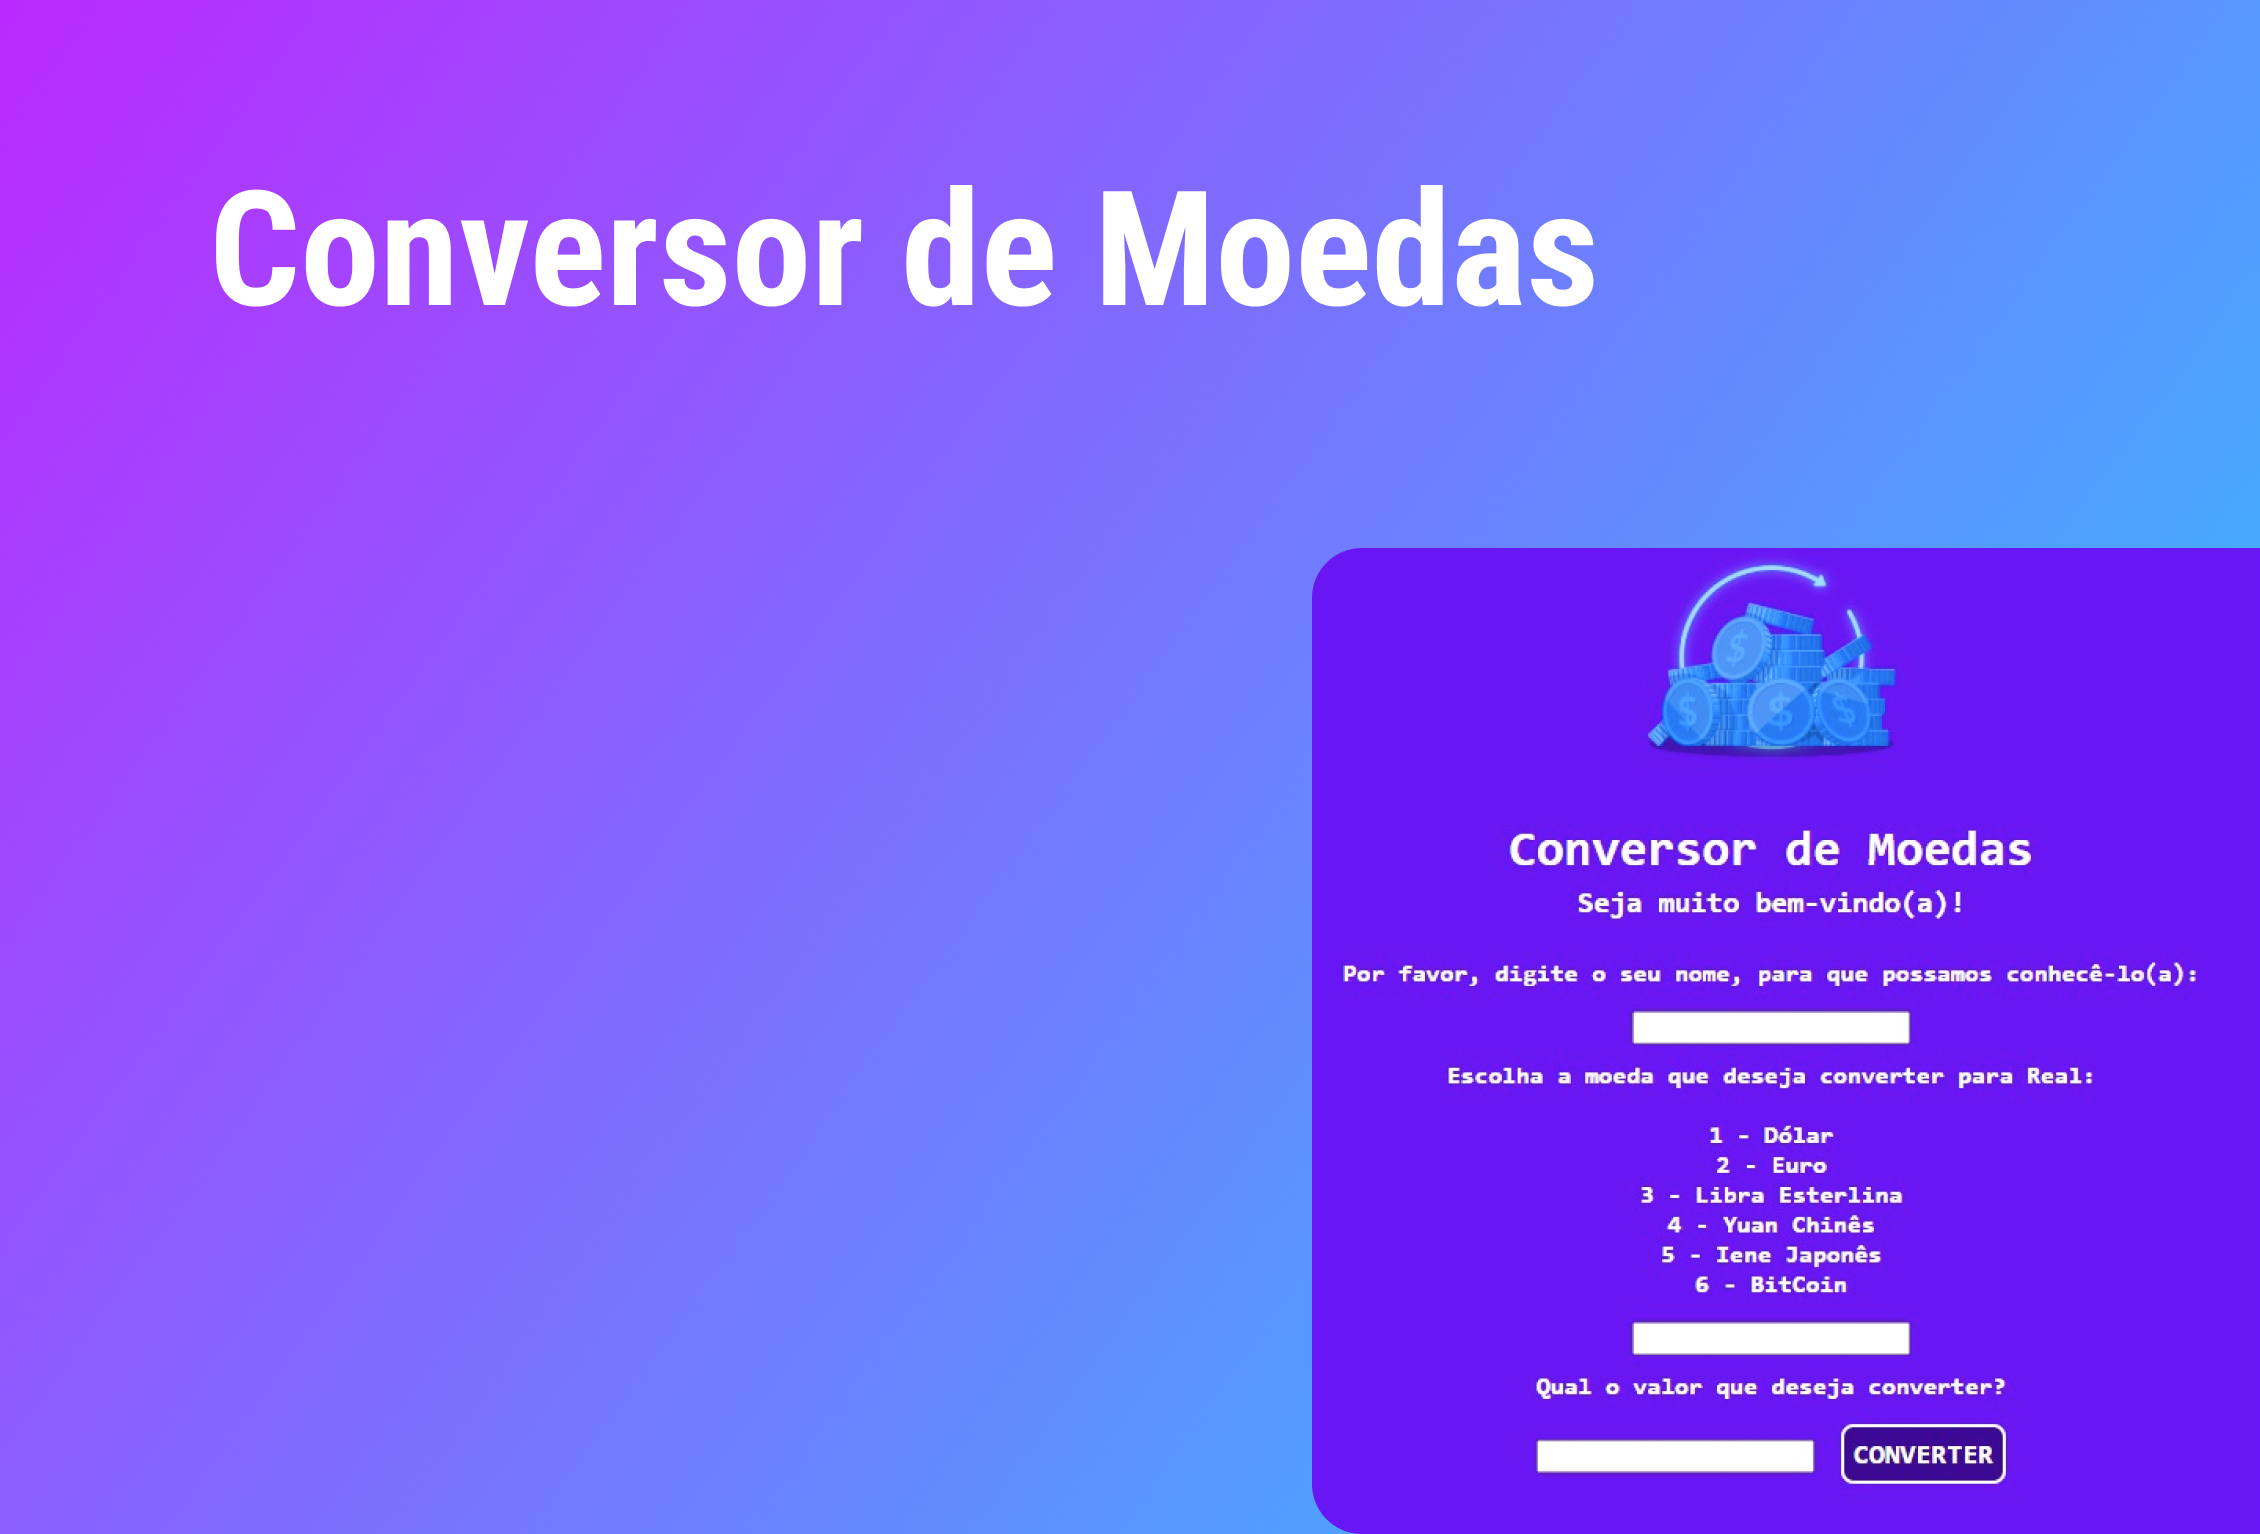 Conversor de Moedas
Conversor de Moedas
Seja muito bem-vindo(a)!
Por favor, digite o seu nome, para que possamos conhecê-lo(a):
Escolha a moeda que deseja converter para Real:
1 - Dólar
2 - Euro
3 - Libra Esterlina
4 - Yuan Chinês
5 - Iene Japonês
6 - BitCoin
Qual o valor que deseja converter?
CONVERTER